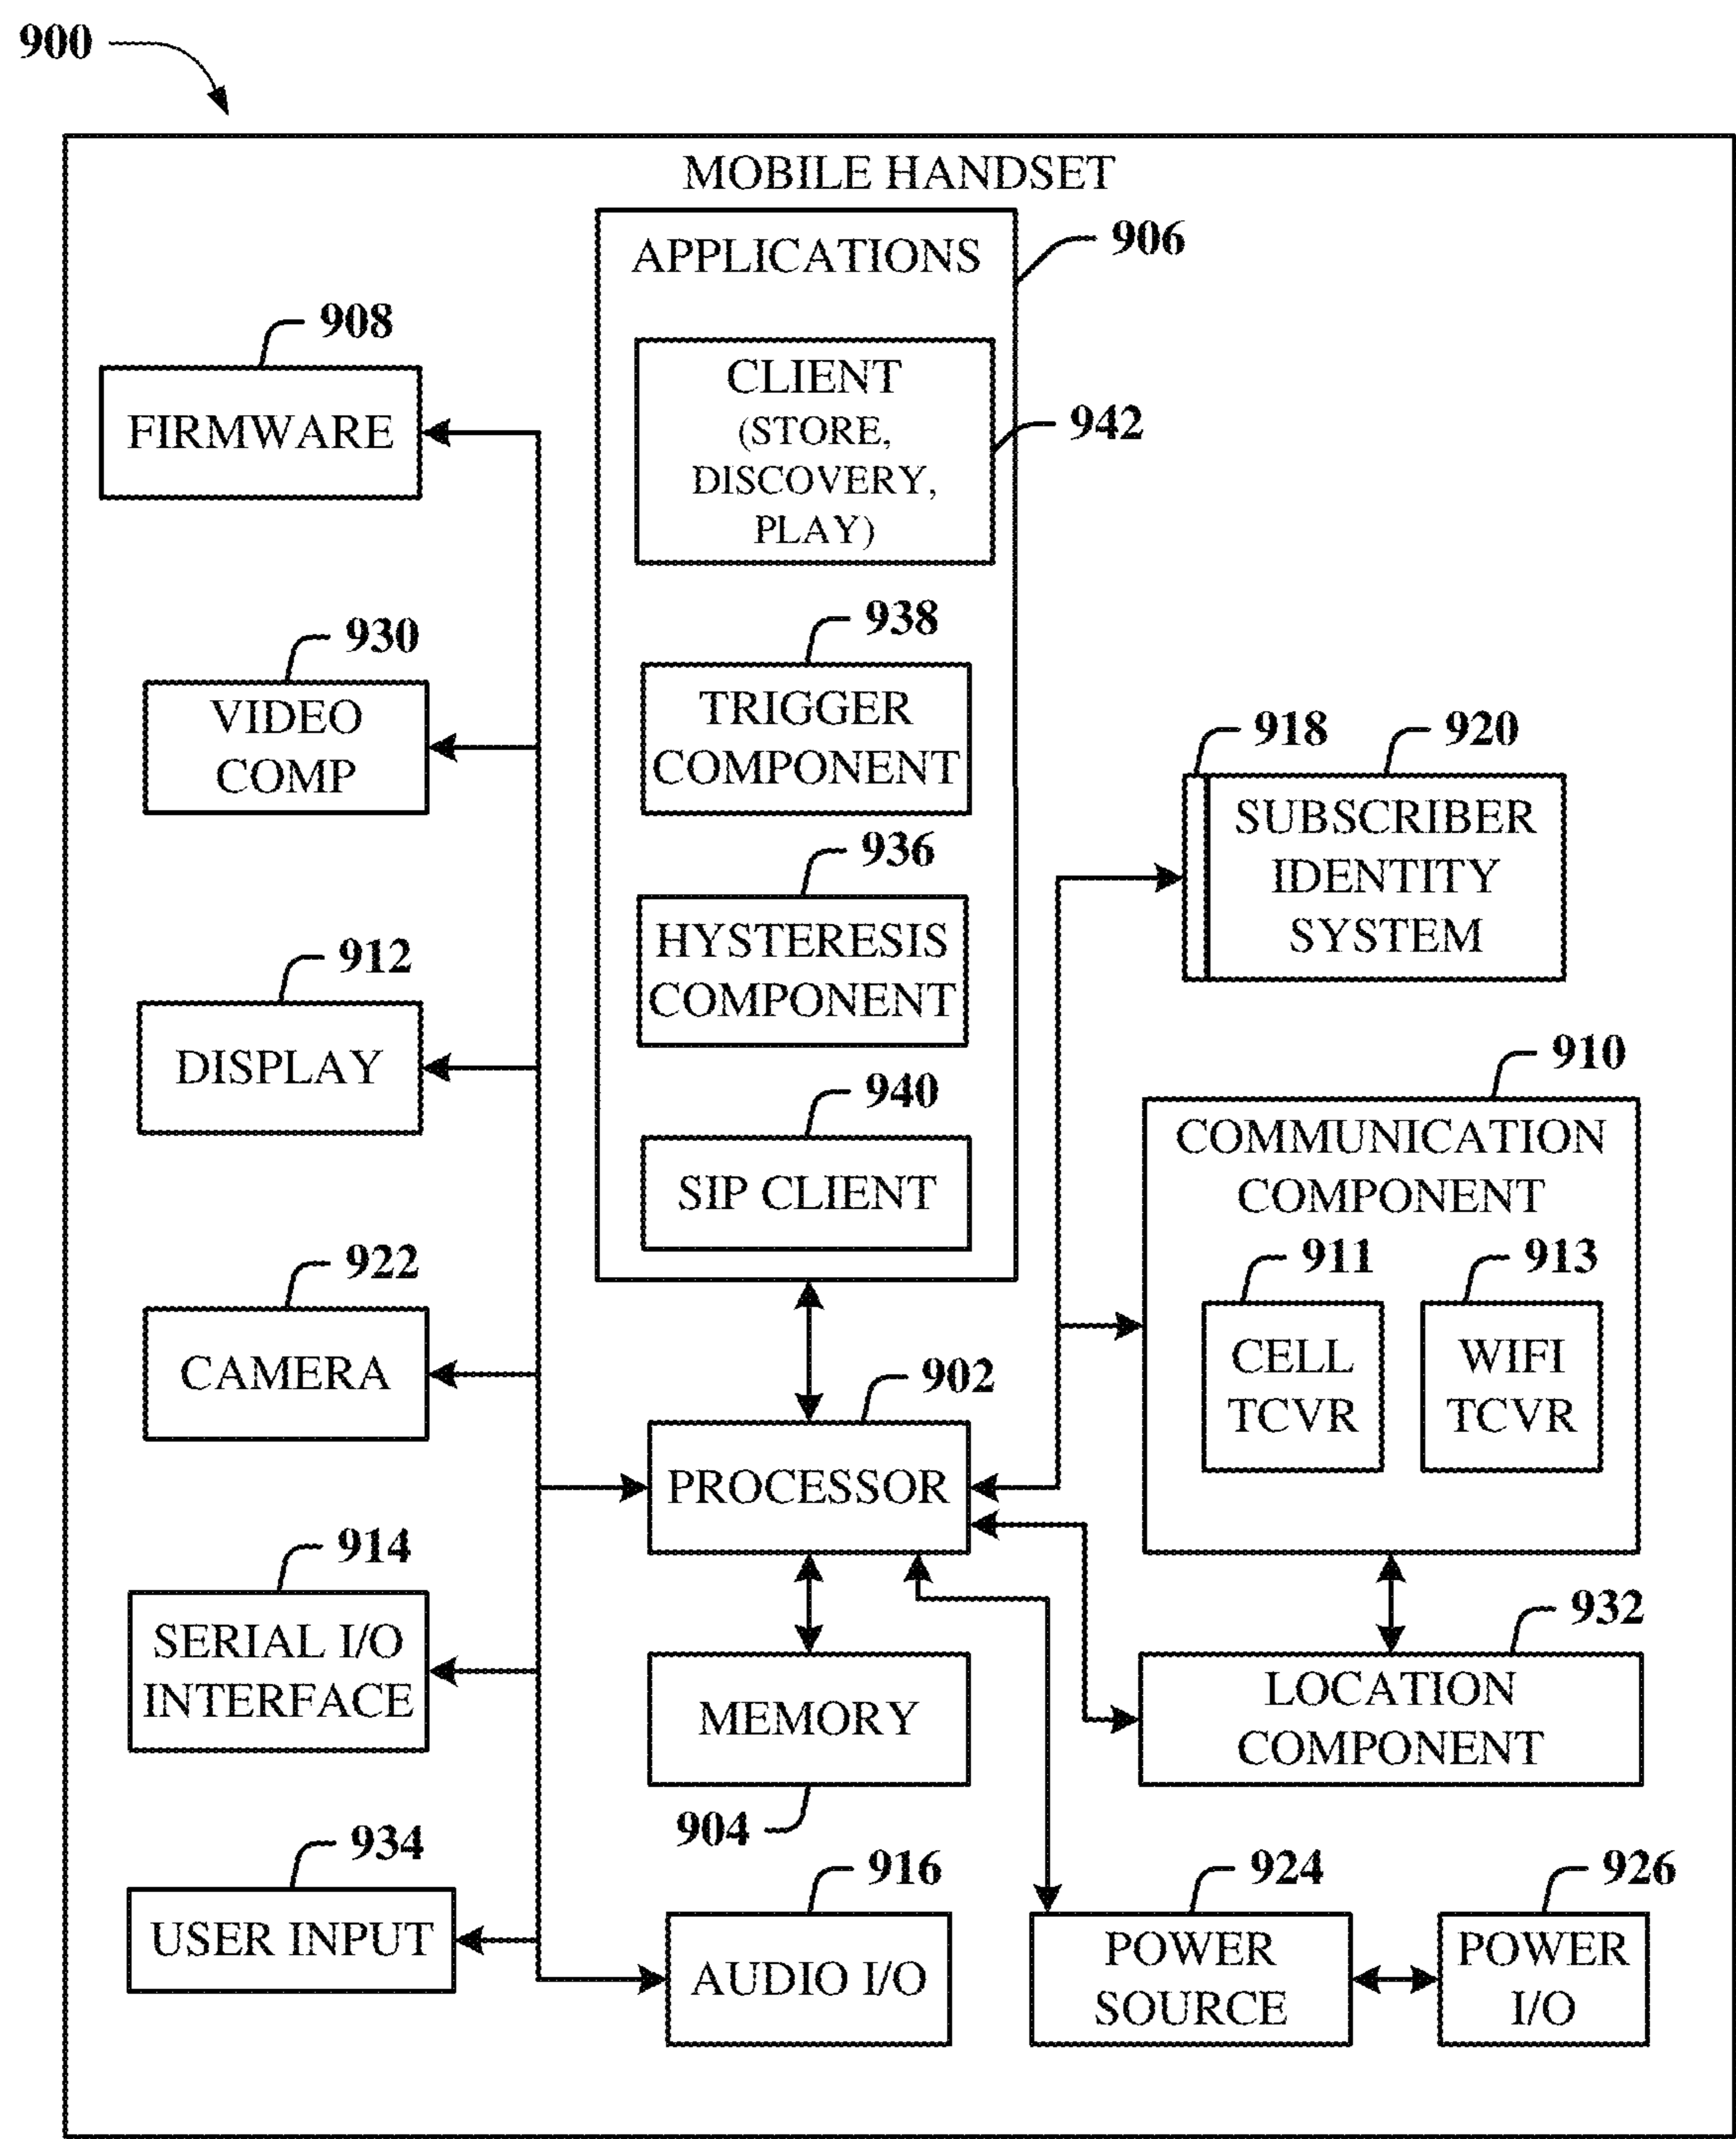 900
MOBILE HANDSET
APPLICATIONS
906
CLIENT
(STORE,
DISCOVERY,
PLAY)
942
938
TRIGGER
COMPONENT
936
HYSTERESIS
COMPONENT
940
SIP CLIENT
908
FIRMWARE
930
VIDEO
COMP
912
DISPLAY
922
CAMERA
914
SERIAL I/O
INTERFACE
934
USER INPUT
902
PROCESSOR
MEMORY
904
916
AUDIO I/O
918
920
SUBSCRIBER
IDENTITY
SYSTEM
910
COMMUNICATION
COMPONENT
911
CELL
TCVR
913
WIFI
TCVR
932
LOCATION
COMPONENT
924
POWER
SOURCE
926
POWER
I/O